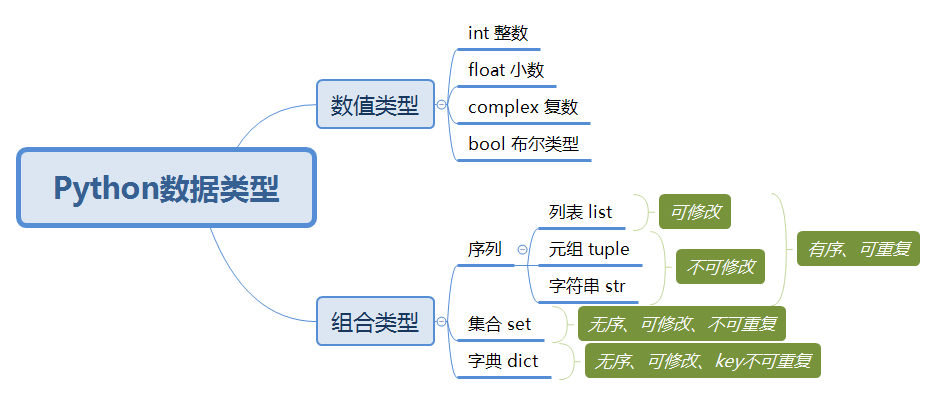 Python数据类型
数值类型
int 整数
float 小数
complex 复数
bool 布尔类型
组合类型
序列
列表 list
可修改
元组 tuple
字符串 str
不可修改
有序、可重复
集合 set
无序、可修改、不可重复
字典 dict
无序、可修改、key不可重复